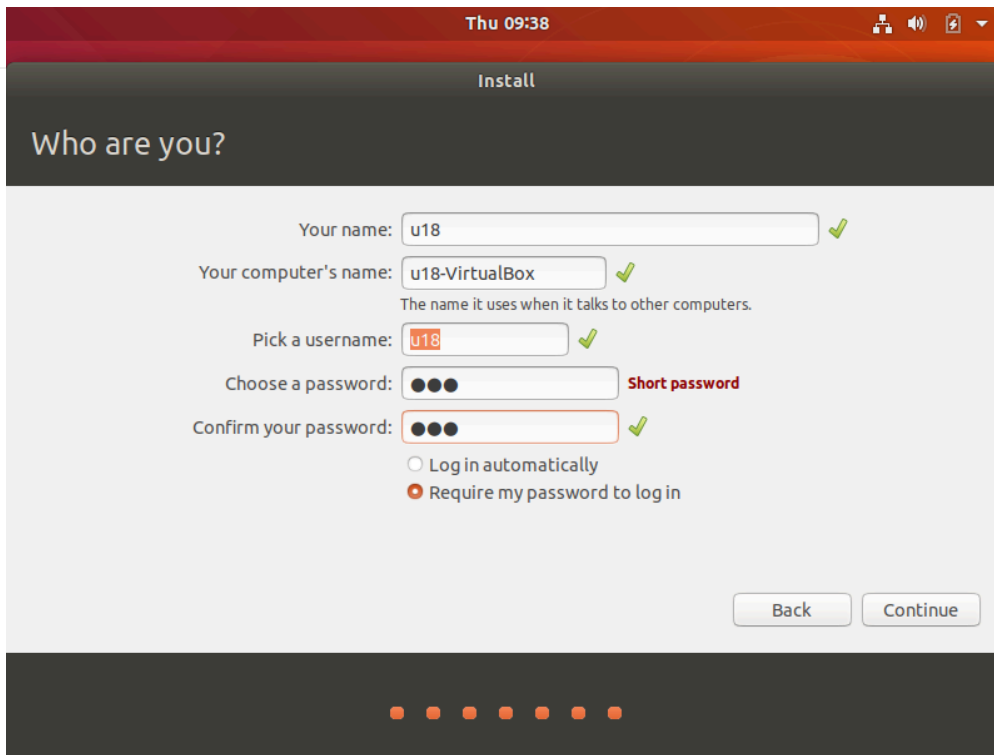 Thu 09:38
Install
Who are you?
Your name: u18
Your computer's name: u18-VirtualBox
The name it uses when it talks to other computers.
Pick a username: u18
Choose a password: ●●● Short password
Confirm your password: ●●●
Log in automatically
Require my password to log in
Back Continue